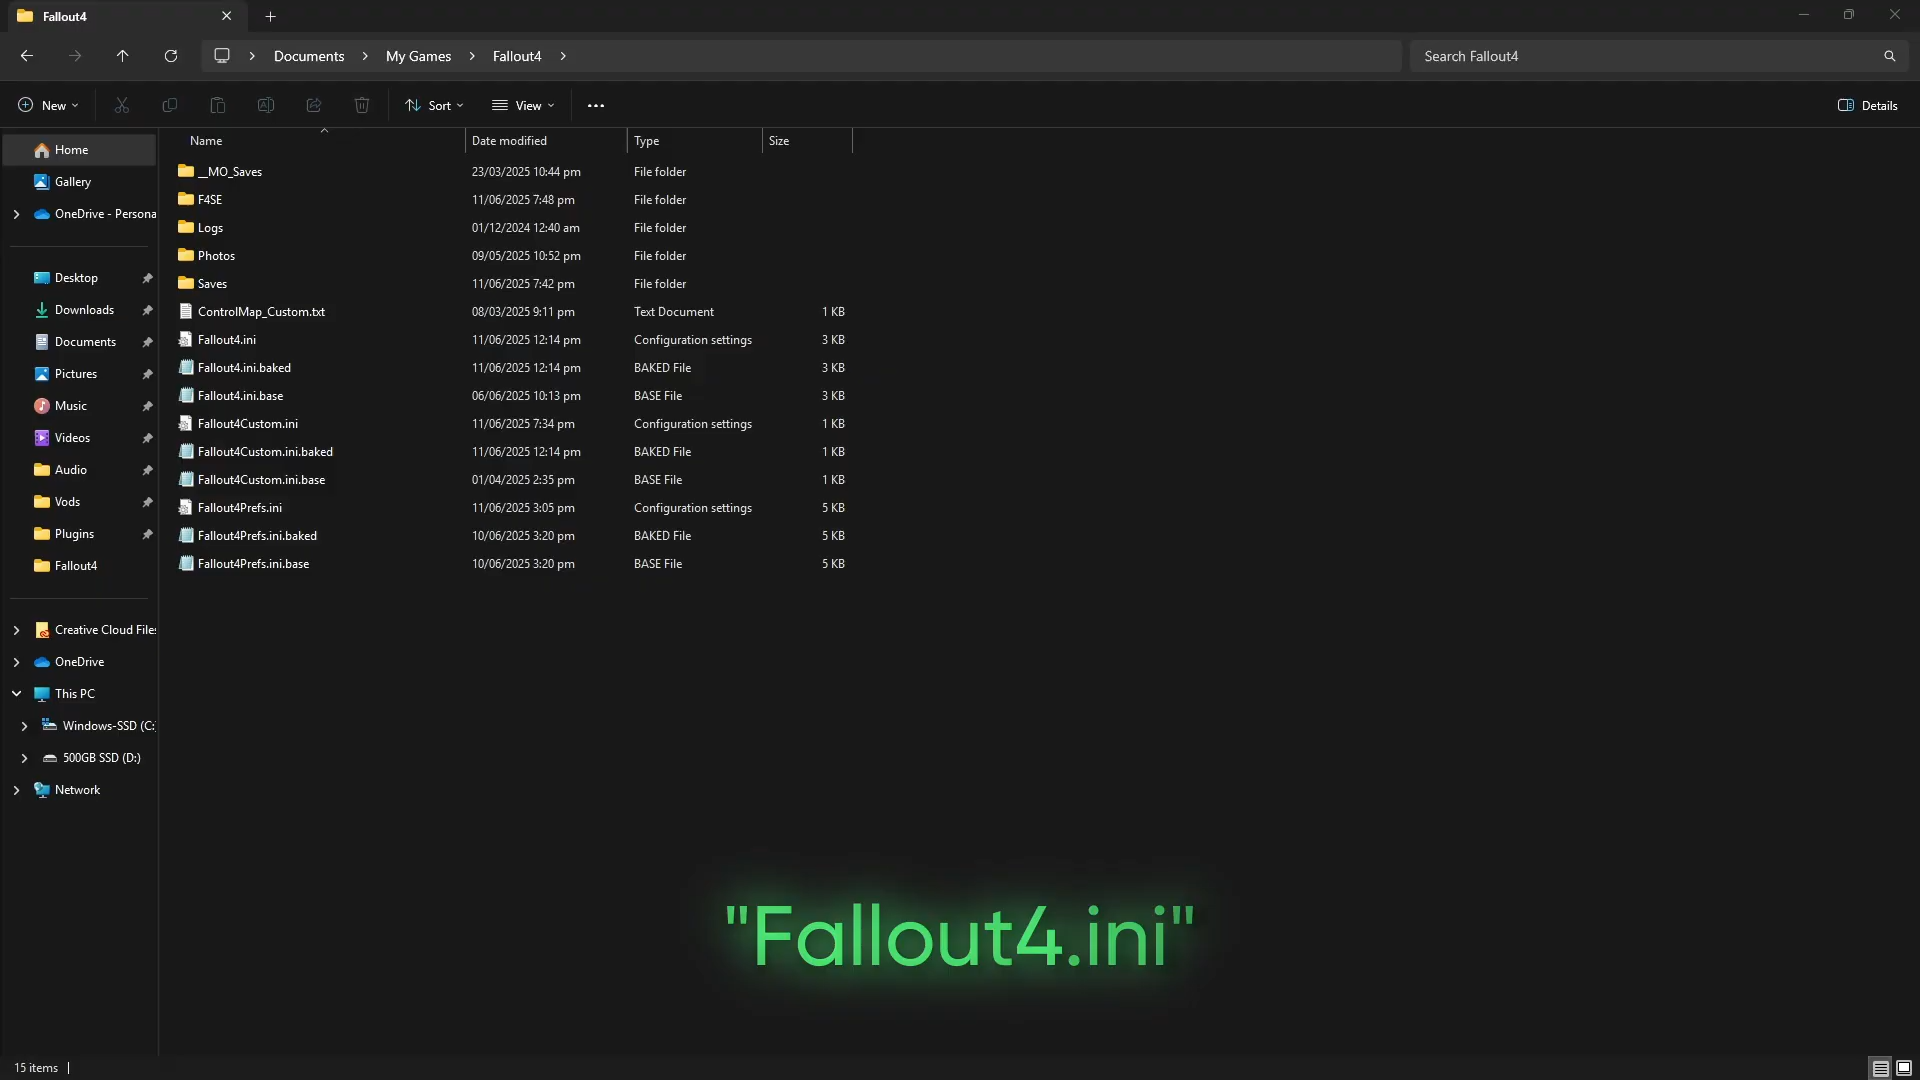 Fallout4
Documents My Games Fallout4
Search Fallout4
New Sort View Details
Name Date modified Type Size
Home
Gallery
OneDrive - Persona
Desktop
Downloads
Documents
Pictures
Music
Videos
Audio
Vods
Plugins
Fallout4
Creative Cloud Files
OneDrive
This PC
Windows-SSD (C:
500GB SSD (D:)
Network
__MO_Saves 23/03/2025 10:44 pm File folder
F4SE 11/06/2025 7:48 pm File folder
Logs 01/12/2024 12:40 am File folder
Photos 09/05/2025 10:52 pm File folder
Saves 11/06/2025 7:42 pm File folder
ControlMap_Custom.txt 08/03/2025 9:11 pm Text Document 1 KB
Fallout4.ini 11/06/2025 12:14 pm Configuration settings 3 KB
Fallout4.ini.baked 11/06/2025 12:14 pm BAKED File 3 KB
Fallout4.ini.base 06/06/2025 10:13 pm BASE File 3 KB
Fallout4Custom.ini 11/06/2025 7:34 pm Configuration settings 1 KB
Fallout4Custom.ini.baked 11/06/2025 12:14 pm BAKED File 1 KB
Fallout4Custom.ini.base 01/04/2025 2:35 pm BASE File 1 KB
Fallout4Prefs.ini 11/06/2025 3:05 pm Configuration settings 5 KB
Fallout4Prefs.ini.baked 10/06/2025 3:20 pm BAKED File 5 KB
Fallout4Prefs.ini.base 10/06/2025 3:20 pm BASE File 5 KB
"Fallout4.ini"
15 items